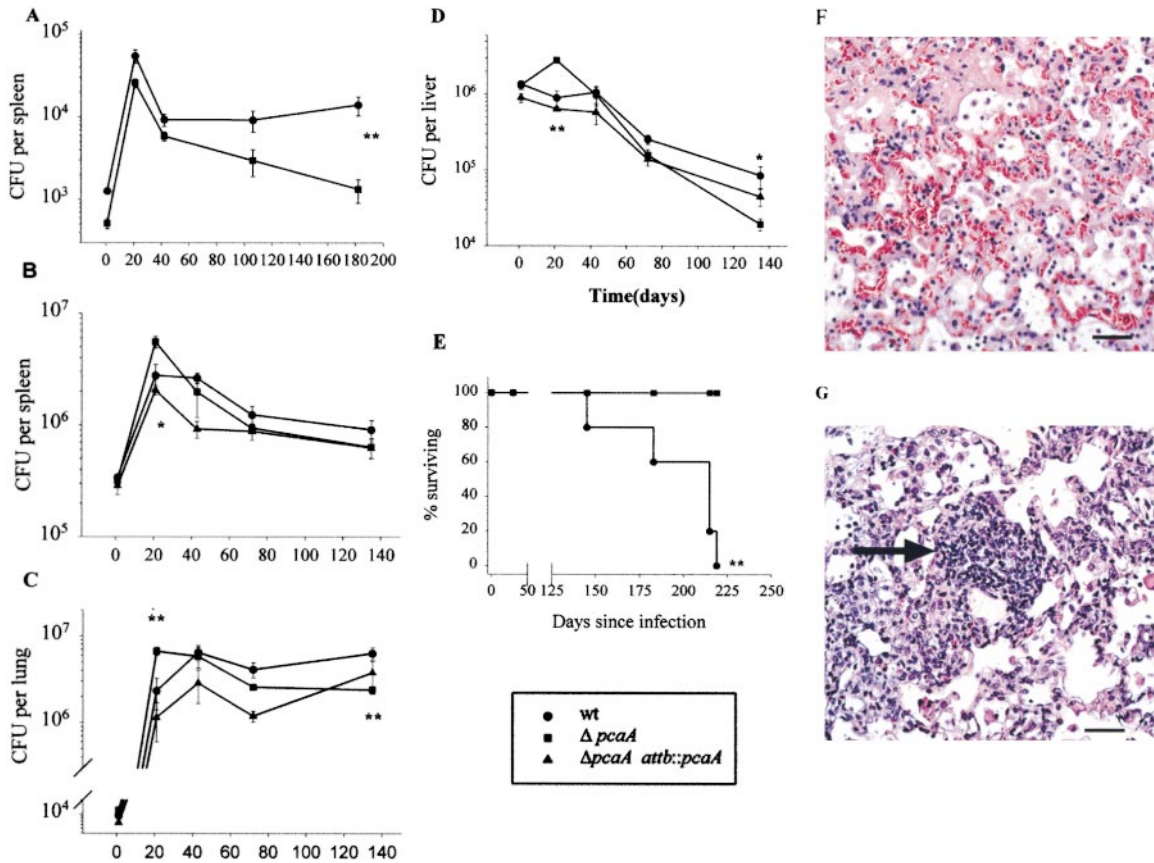 A
CFU per spleen
10^5
10^4
10^3
**
0 20 40 60 80 100 120 140 160 180 200
B
CFU per spleen
10^7
10^6
10^5
*
0 20 40 60 80 100 120 140
C
CFU per lung
10^7
10^6
10^4
**
**
0 20 40 60 80 100 120 140
D
CFU per liver
10^6
10^5
10^4
**
*
0 20 40 60 80 100 120 140
Time(days)
E
% surviving
100
80
60
40
20
0
**
0 50 125 150 175 200 225 250
Days since infection
wt
Δ pcaA
ΔpcaA attb::pcaA
F
G